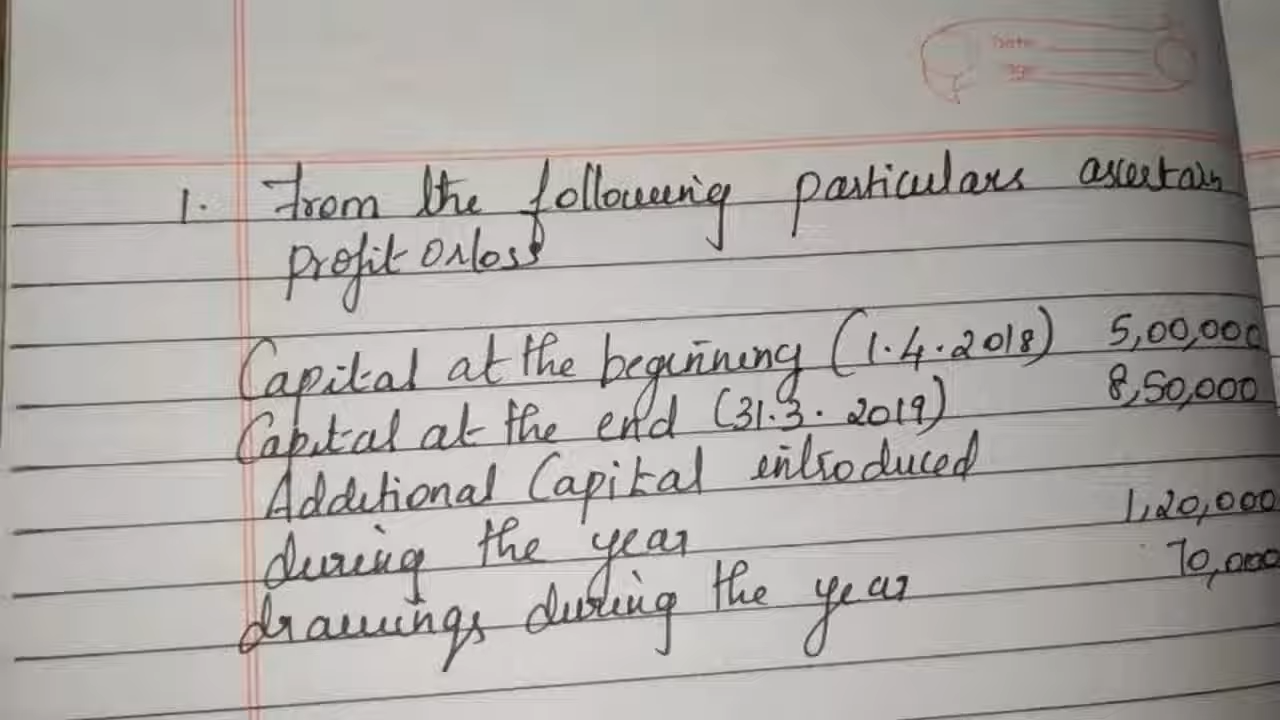 Date
Pg
1. From the following particulars ascertain
profit or loss
Capital at the beginning (1.4.2018) 5,00,000
Capital at the end (31.3.2019) 8,50,000
Additional Capital introduced
during the year 1,20,000
drawings during the year 70,000